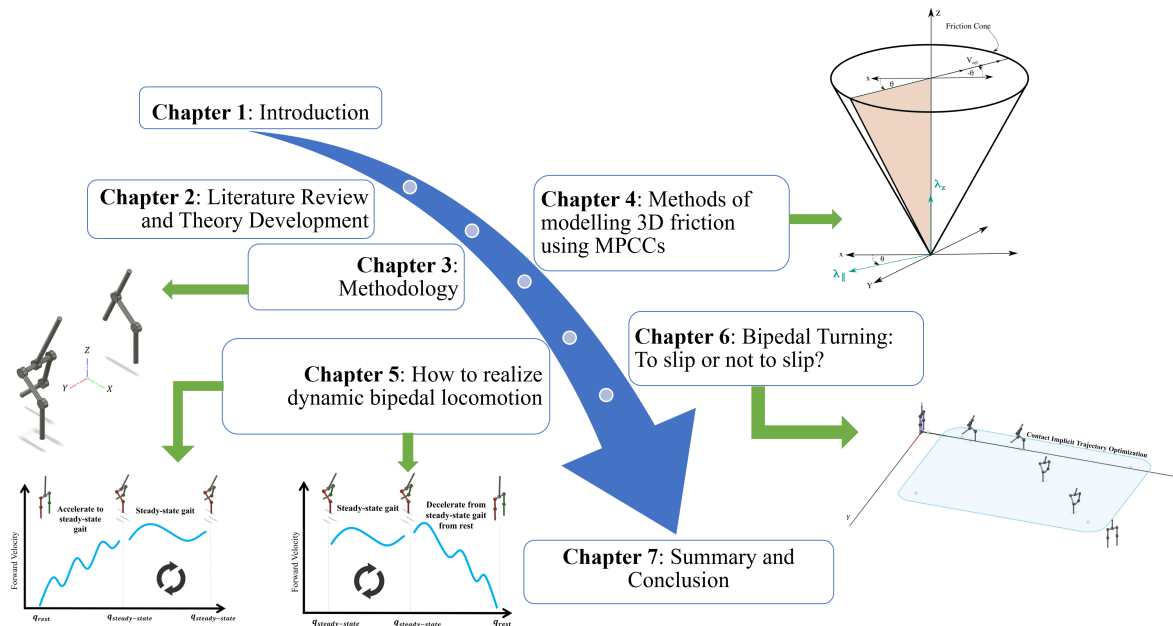 Chapter 1: Introduction
Chapter 2: Literature Review
and Theory Development
Chapter 3:
Methodology
Z
Y
X
Chapter 4: Methods of
modelling 3D friction
using MPCCs
Z
Friction Cone
V_rel
x
θ
-θ
λ_z
x
θ
λ_∥
Y
Chapter 5: How to realize
dynamic bipedal locomotion
Chapter 6: Bipedal Turning:
To slip or not to slip?
Contact Implicit Trajectory Optimization
Y
Accelerate to
steady-state
gait
Steady-state gait
Forward Velocity
q_rest
q_steady−state
q_steady−state
Steady-state gait
Decelerate from
steady-state gait
from rest
Forward Velocity
q_steady−state
q_steady−state
q_rest
Chapter 7: Summary and
Conclusion